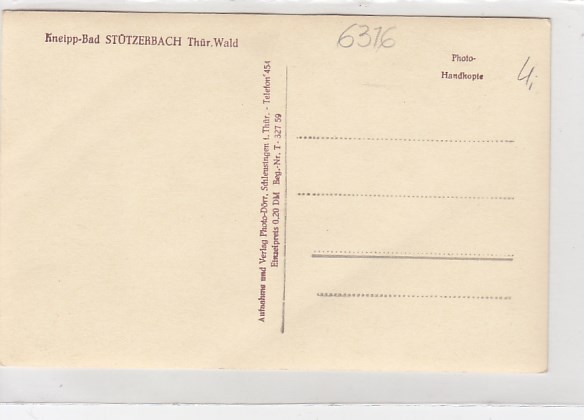 Kneipp-Bad STÜTZERBACH Thür. Wald
6316
Photo-
Handkopie
4,-
Aufnahme und Verlag Photo-Dörr, Schleusingen i. Thür. - Telefon 454
Einzelpreis 0,20 DM Reg.-Nr. T - 327 59